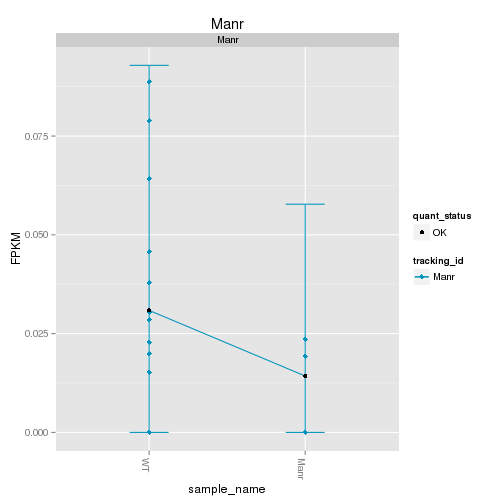 Manr
Manr
0.075
0.050
0.025
0.000
FPKM
WT
Manr
sample_name
quant_status
OK
tracking_id
Manr